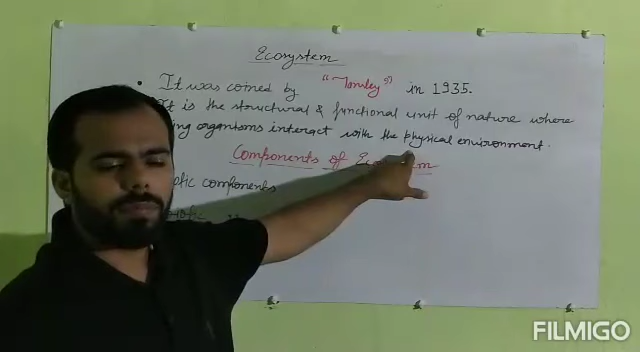 Ecosystem
• It was coined by "Tansley" in 1935.
It is the structural & functional unit of nature where
organisms interact with the physical environment.
Components of
components
FILMIGO